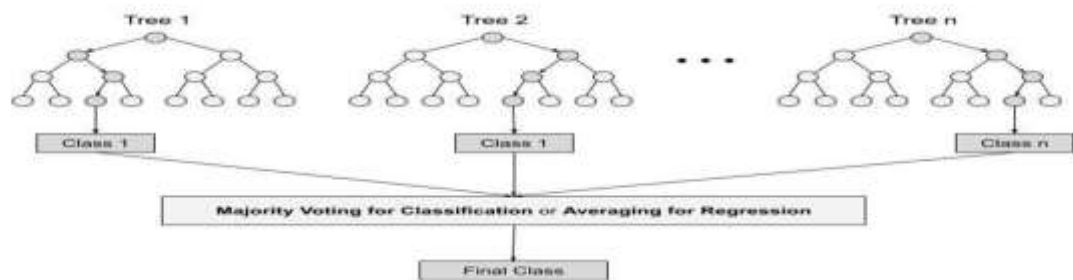 Tree 1
Tree 2
Tree n
Class 1
Class 1
Class n
Majority Voting for Classification or Averaging for Regression
Final Class